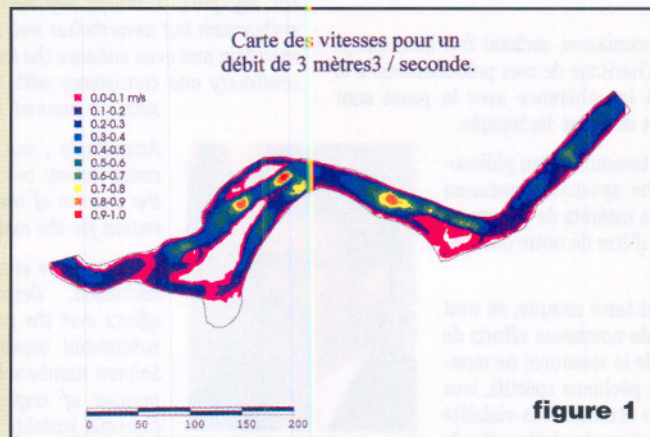 Carte des vitesses pour un
débit de 3 mètres3 / seconde.
0.0-0.1 m/s
0.1-0.2
0.2-0.3
0.3-0.4
0.4-0.5
0.5-0.6
0.6-0.7
0.7-0.8
0.8-0.9
0.9-1.0
0 50 100 150 200
figure 1